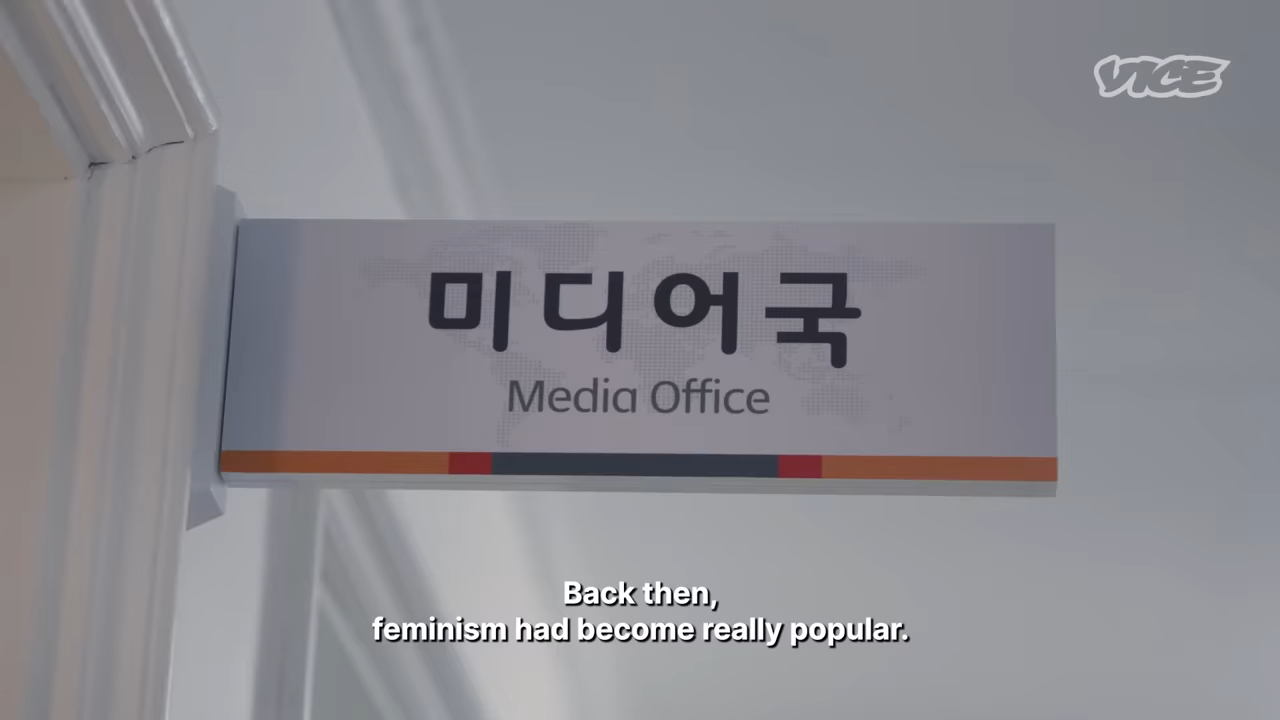 VICE
미디어국
Media Office
Back then,
feminism had become really popular.